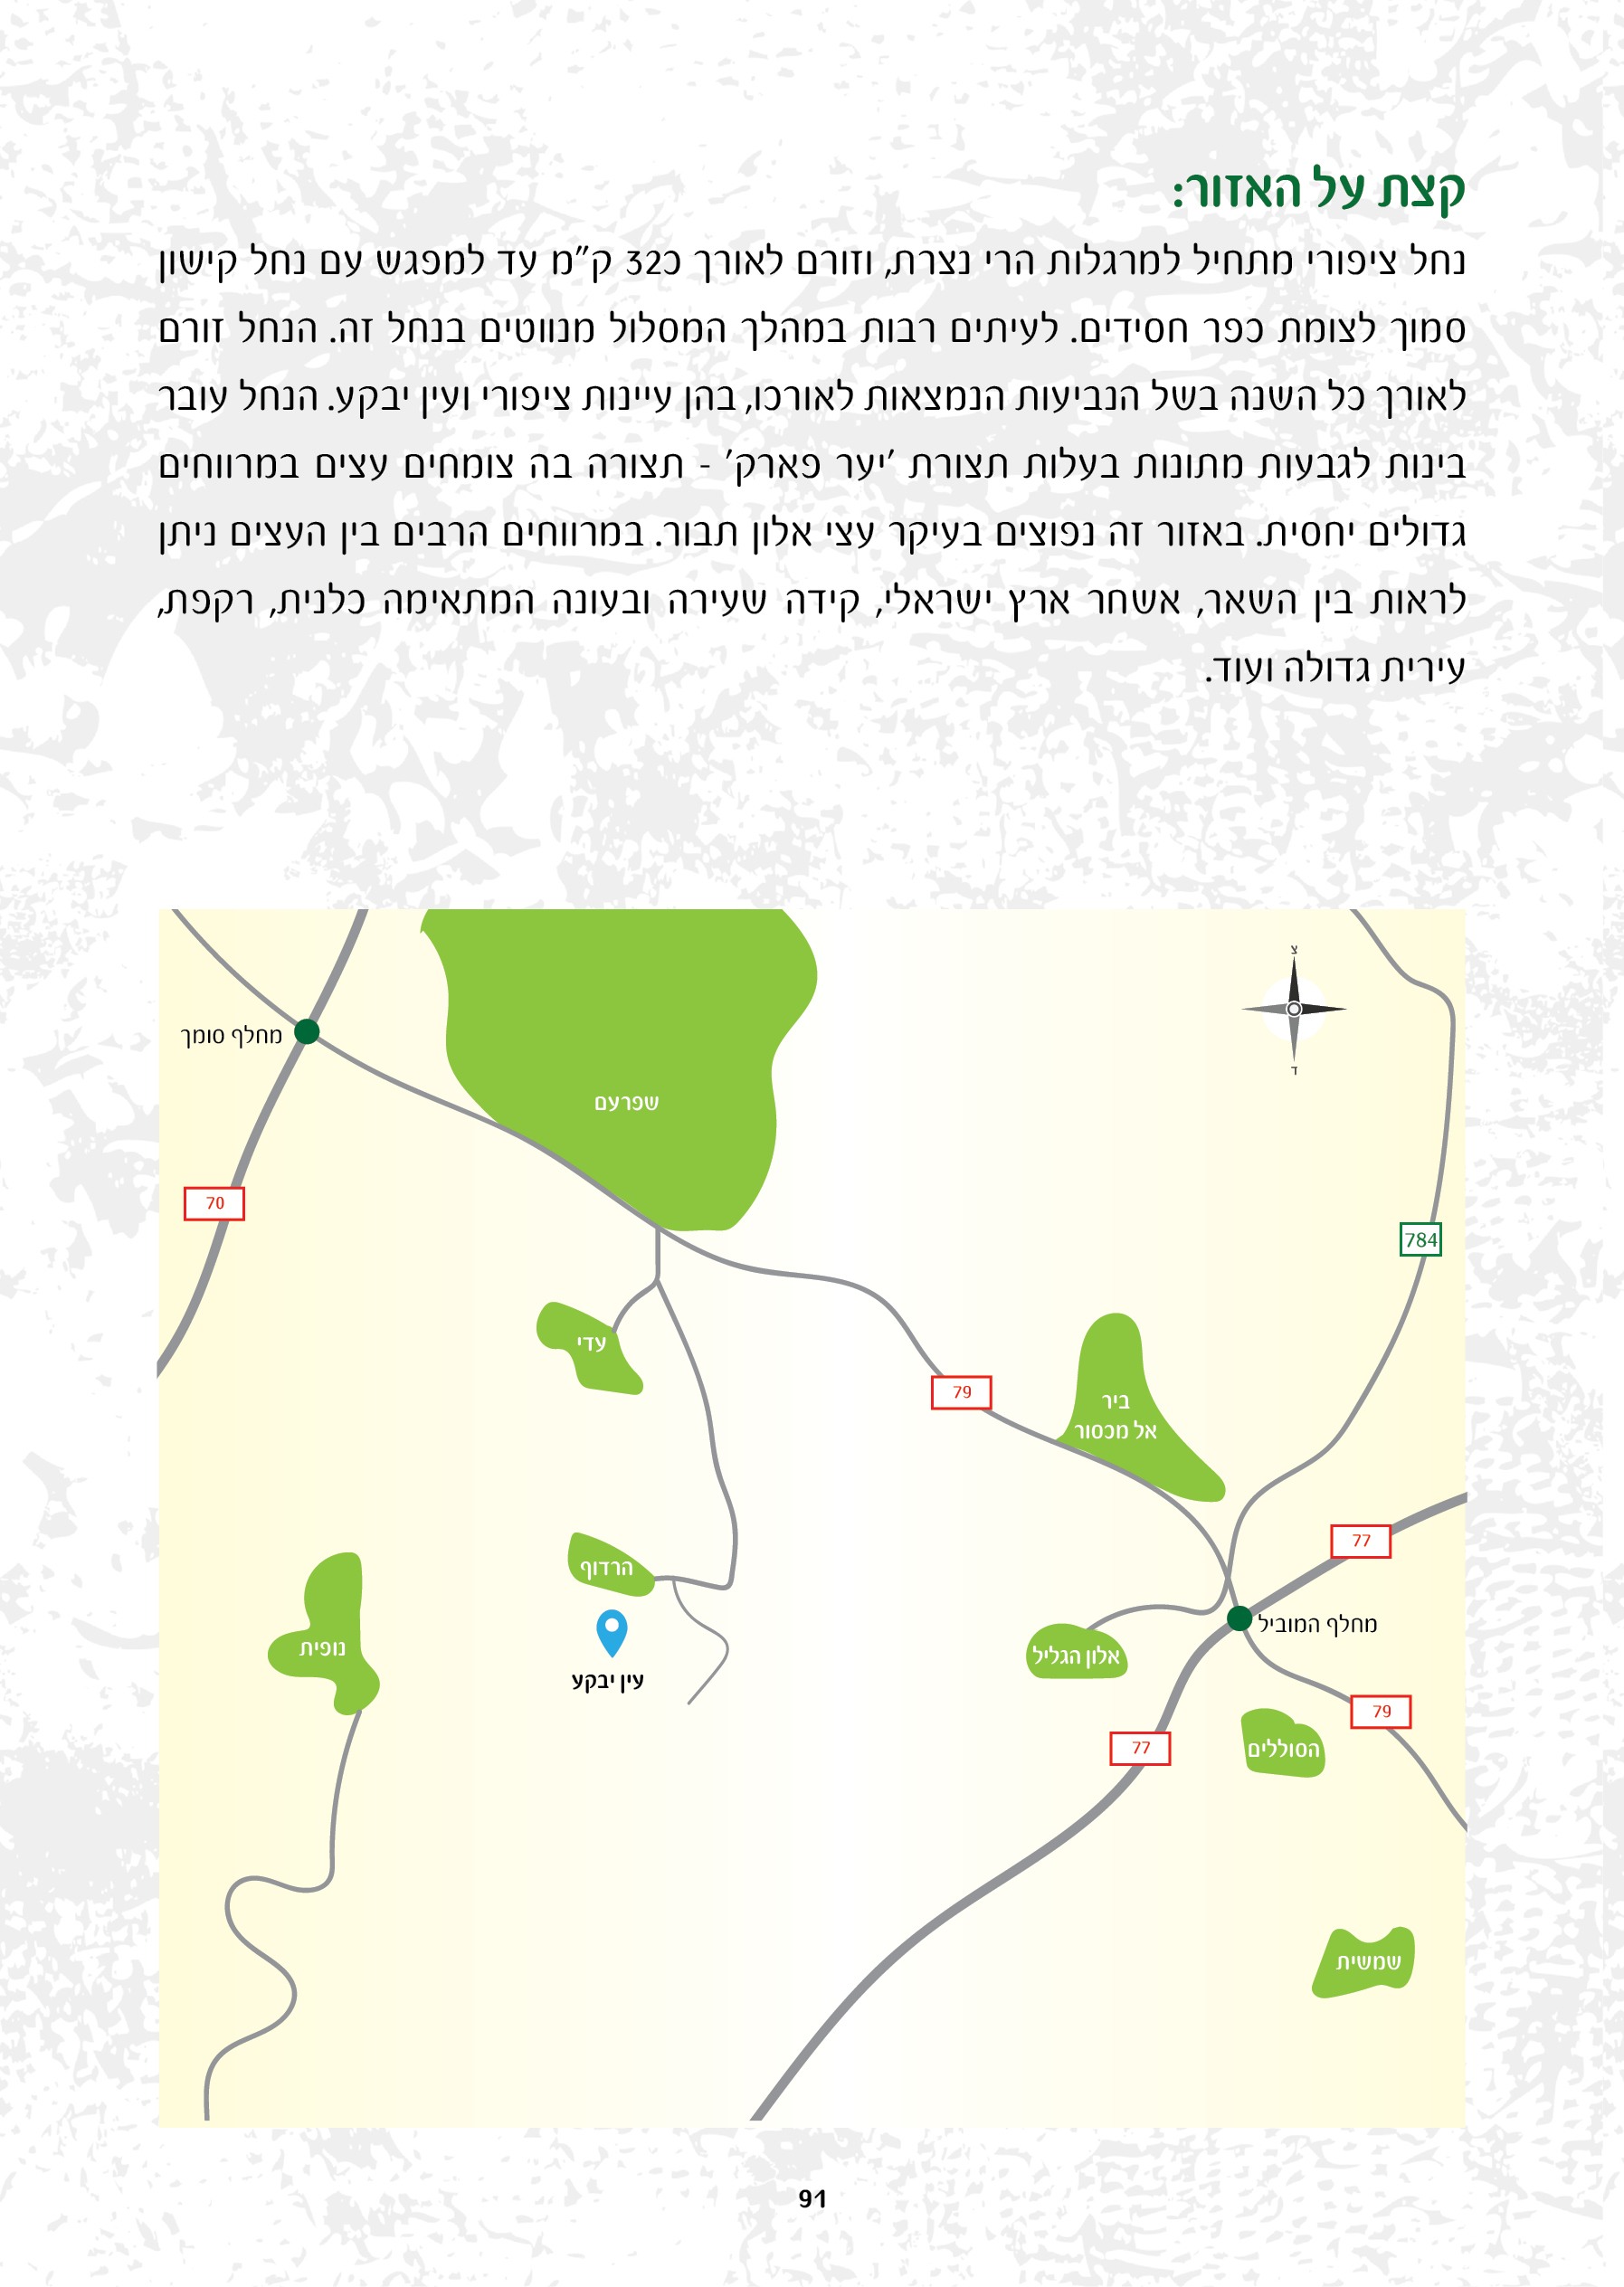 קצת על האזור:
נחל ציפורי מתחיל למרגלות הרי נצרת, וזורם לאורך כ32 ק"מ עד למפגש עם נחל קישון
סמוך לצומת כפר חסידים. לעיתים רבות במהלך המסלול מנווטים בנחל זה. הנחל זורם
לאורך כל השנה בשל הנביעות הנמצאות לאורכו, בהן עיינות ציפורי ועין יבקע. הנחל עובר
בינות לגבעות מתונות בעלות תצורת 'יער פארק' - תצורה בה צומחים עצים במרווחים
גדולים יחסית. באזור זה נפוצים בעיקר עצי אלון תבור. במרווחים הרבים בין העצים ניתן
לראות בין השאר, אשחר ארץ ישראלי, קידה שעירה ובעונה המתאימה כלנית, רקפת,
עירית גדולה ועוד.
צ
ד
מחלף סומך
שפרעם
70
784
עדי
79
ביר
אל מכסור
77
הרדוף
מחלף המוביל
נופית
אלון הגליל
עין יבקע
79
77
הסוללים
שמשית
91